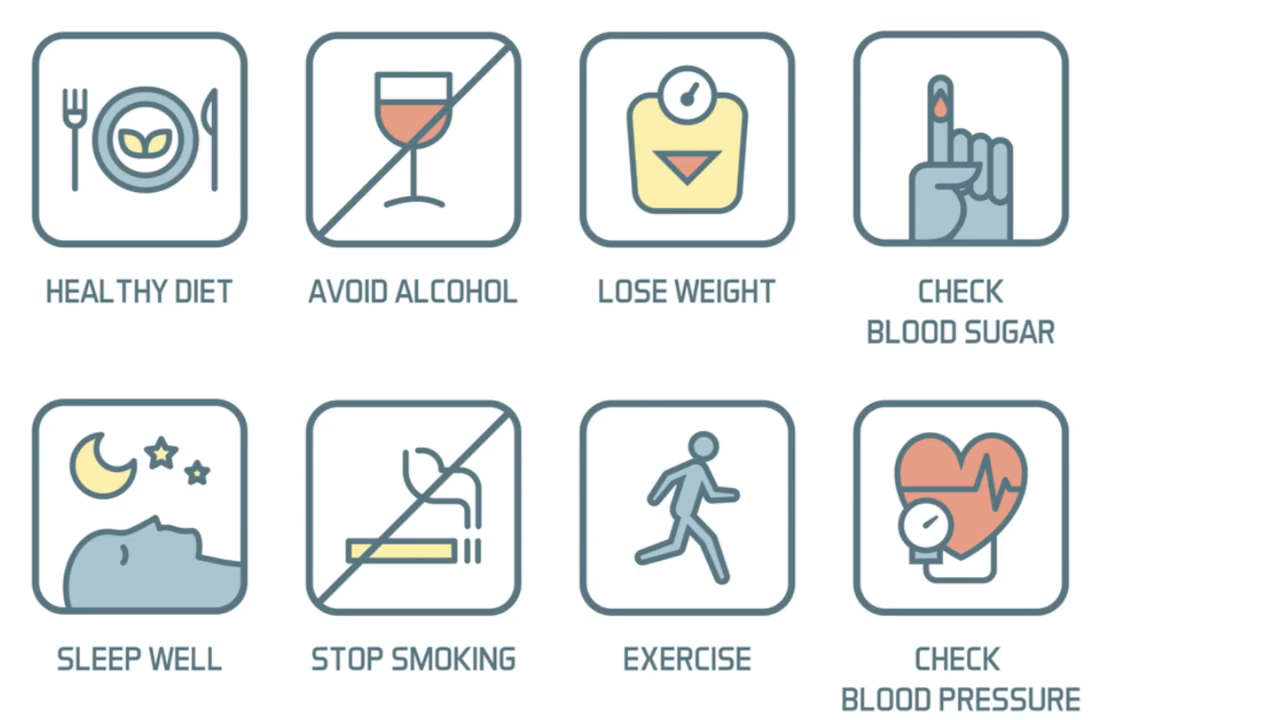 HEALTHY DIET
AVOID ALCOHOL
LOSE WEIGHT
CHECK
BLOOD SUGAR
SLEEP WELL
STOP SMOKING
EXERCISE
CHECK
BLOOD PRESSURE